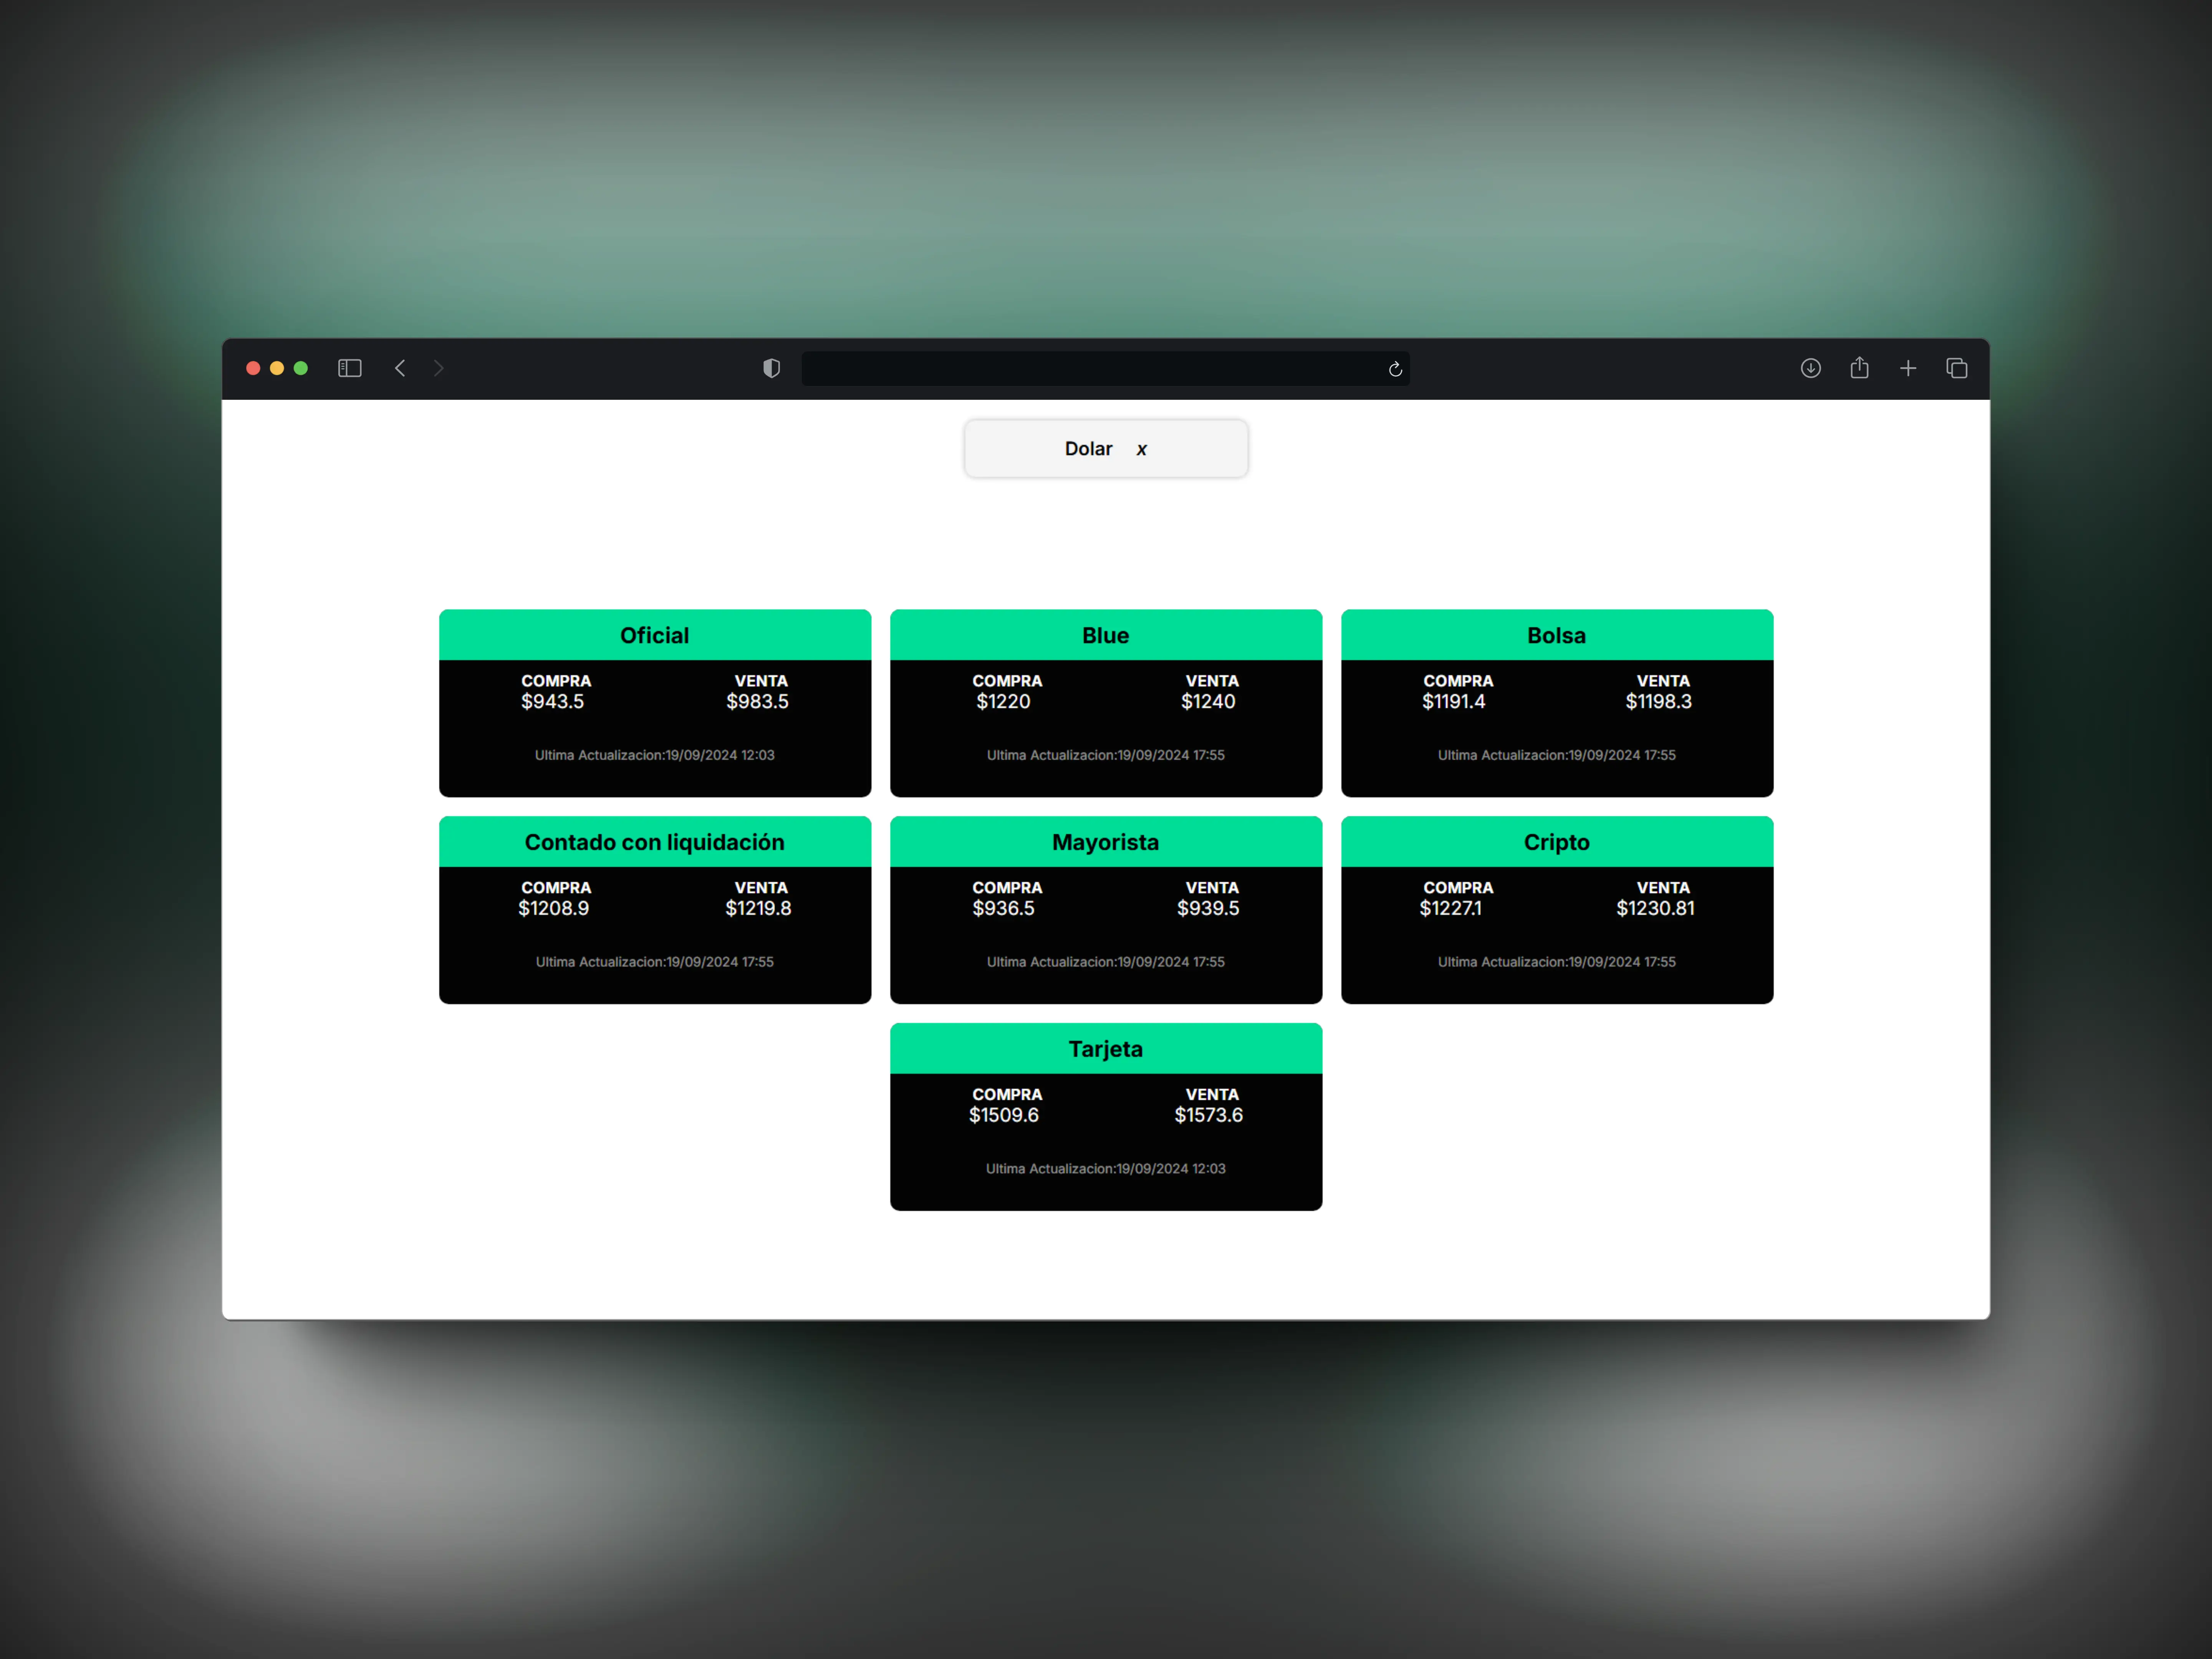 Dolar x
Oficial
COMPRA VENTA
$943.5 $983.5
Ultima Actualizacion:19/09/2024 12:03
Blue
COMPRA VENTA
$1220 $1240
Ultima Actualizacion:19/09/2024 17:55
Bolsa
COMPRA VENTA
$1191.4 $1198.3
Ultima Actualizacion:19/09/2024 17:55
Contado con liquidación
COMPRA VENTA
$1208.9 $1219.8
Ultima Actualizacion:19/09/2024 17:55
Mayorista
COMPRA VENTA
$936.5 $939.5
Ultima Actualizacion:19/09/2024 17:55
Cripto
COMPRA VENTA
$1227.1 $1230.81
Ultima Actualizacion:19/09/2024 17:55
Tarjeta
COMPRA VENTA
$1509.6 $1573.6
Ultima Actualizacion:19/09/2024 12:03